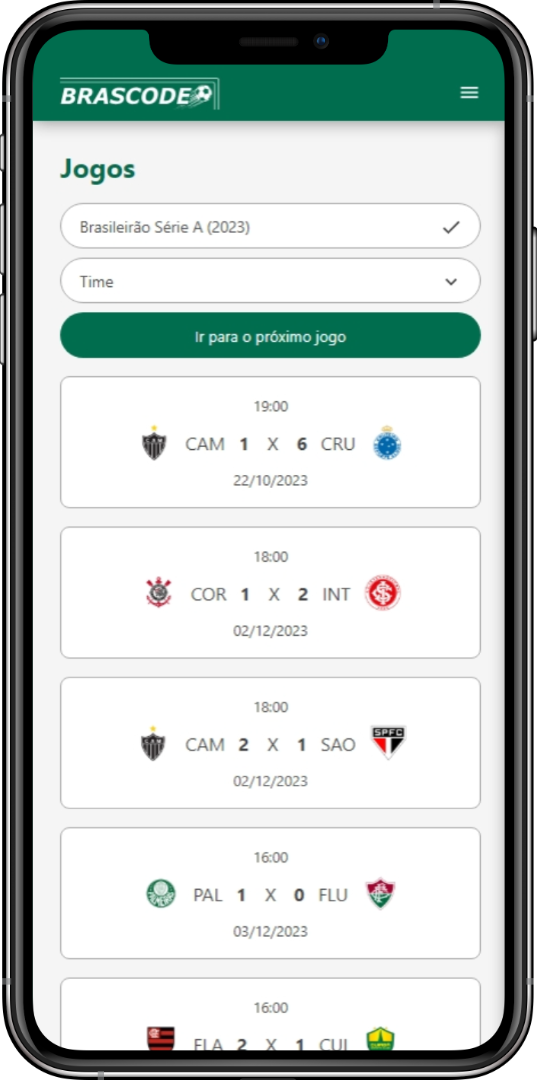 BRASCODE
Jogos
Brasileirão Série A (2023)
Time
Ir para o próximo jogo
19:00
CAM 1 X 6 CRU
22/10/2023
18:00
COR 1 X 2 INT
02/12/2023
18:00
CAM 2 X 1 SAO
SPFC
02/12/2023
16:00
PAL 1 X 0 FLU
03/12/2023
16:00
FLA 2 X 1 CUI